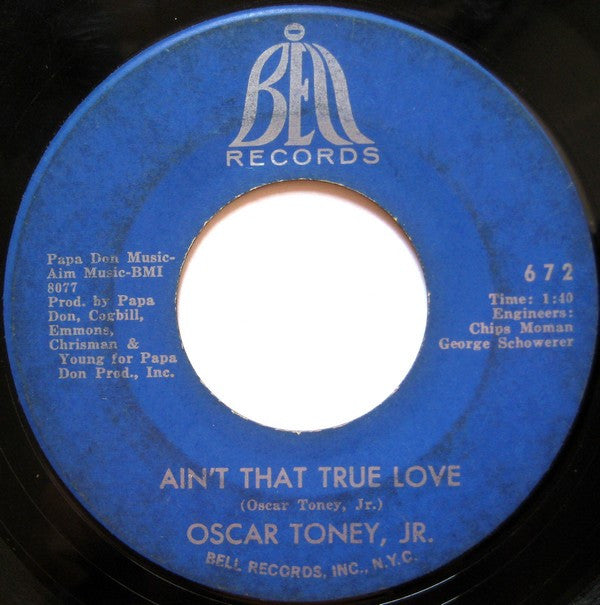 BELL
RECORDS
Papa Don Music-
Aim Music-BMI
8077
Prod. by Papa
Don, Cogbill,
Emmons,
Chrisman &
Young for Papa
Don Prod., Inc.
672
Time: 1:40
Engineers:
Chips Moman
George Schowerer
AIN'T THAT TRUE LOVE
(Oscar Toney, Jr.)
OSCAR TONEY, JR.
BELL RECORDS, INC., N.Y.C.